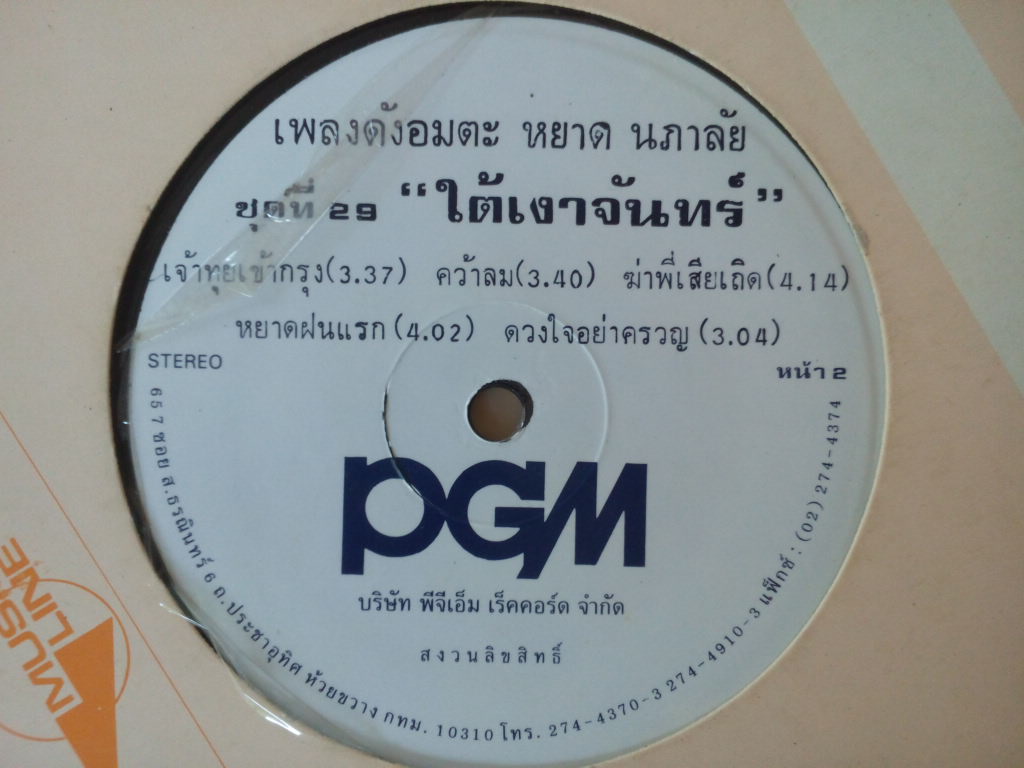 เพลงดังอมตะ หยาด นภาลัย
ชุดที่ 29 “ใต้เงาจันทร์”
เจ้าทุยเข้ากรุง(3.37) คว้าลม(3.40) ฆ่าพี่เสียเถิด(4.14)
หยาดฝนแรก(4.02) ดวงใจอย่าครวญ(3.04)
STEREO
หน้า 2
PGM
บริษัท พีจีเอ็ม เร็คคอร์ด จำกัด
สงวนลิขสิทธิ์
657 ซอย ส.ธรณินทร์ 6 ถ.ประชาอุทิศ ห้วยขวาง กทม. 10310 โทร. 274-4370-3 274-4910-3 แฟ็กซ์ : (02) 274-4374
MUSIC
LINE